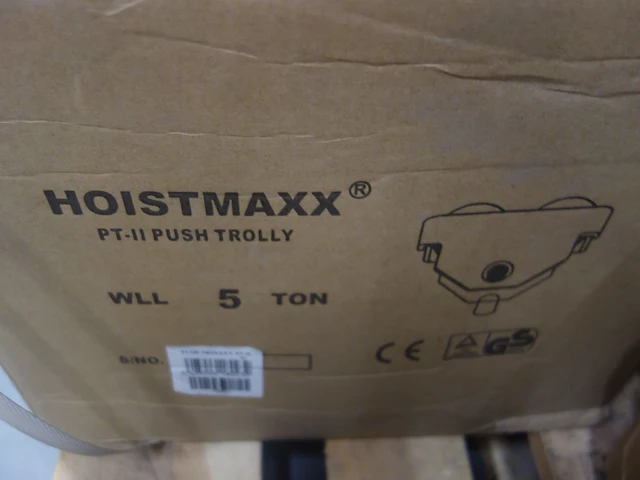 HOISTMAXX®
PT-II PUSH TROLLY
WLL 5 TON
S/NO.
CE GS